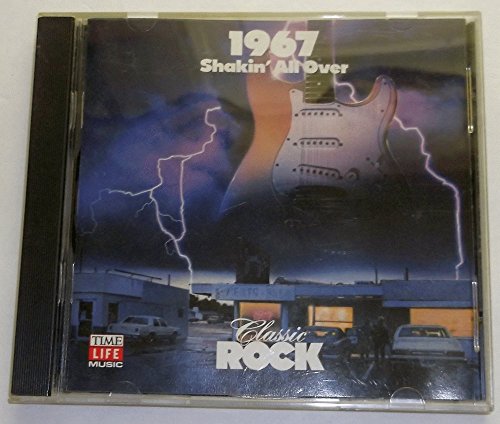 1967
Shakin' All Over
Classic
ROCK
TIME
LIFE
MUSIC